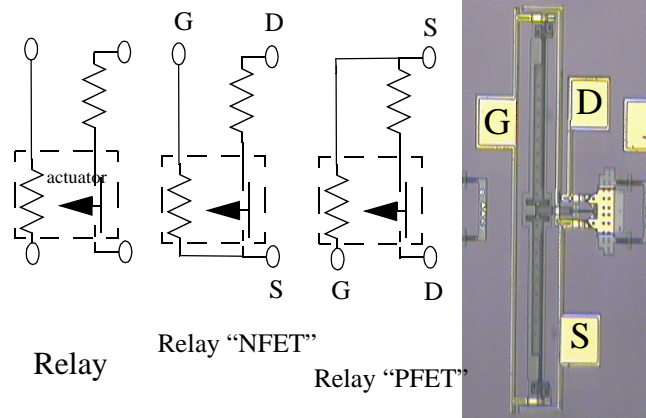 G
D
S
actuator
S
G
D
Relay
Relay “NFET”
Relay “PFET”
G
D
S